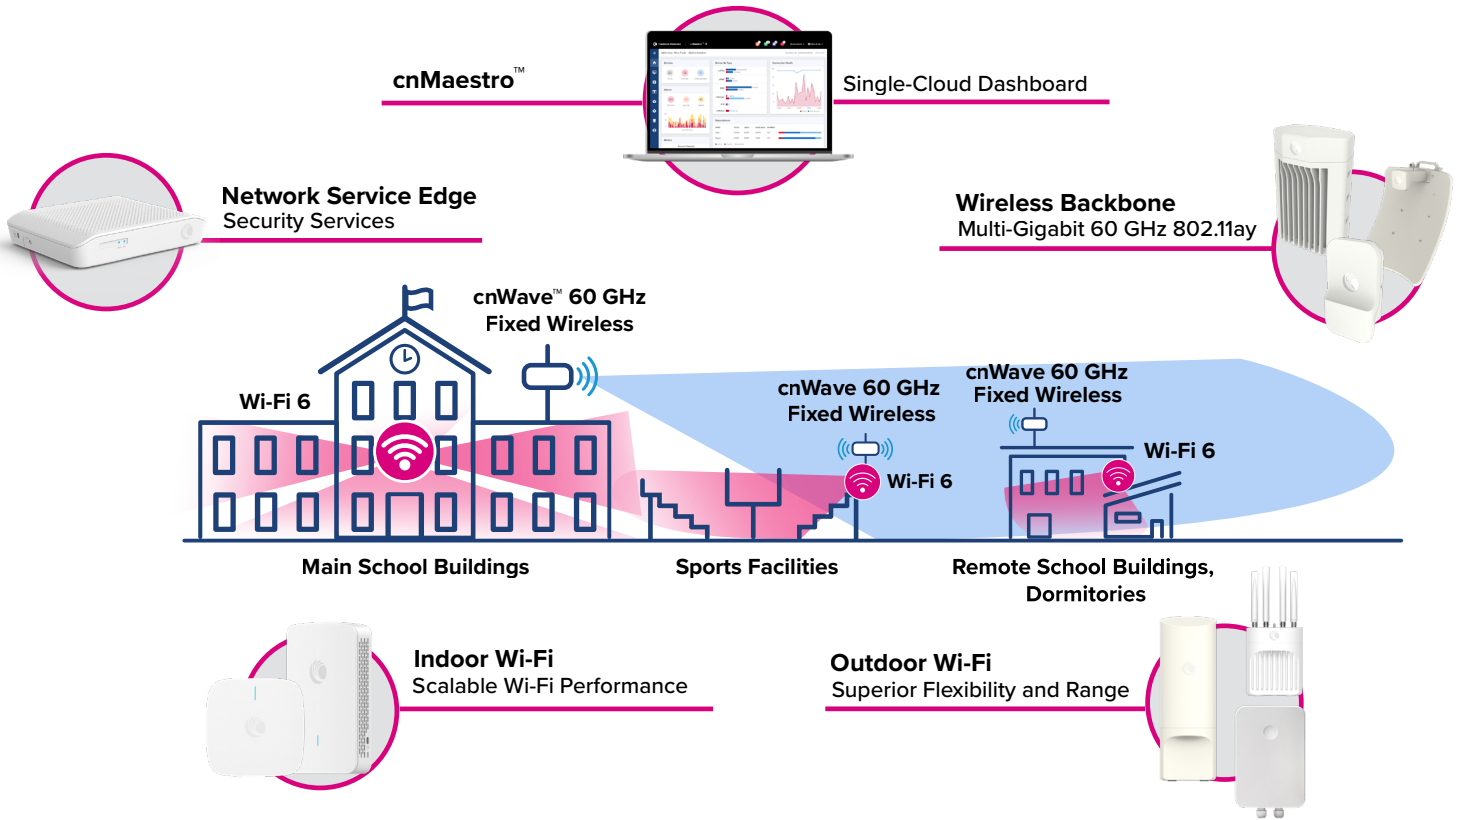 cnMaestro™
Single-Cloud Dashboard
Network Service Edge
Security Services
Wireless Backbone
Multi-Gigabit 60 GHz 802.11ay
cnWave™ 60 GHz
Fixed Wireless
cnWave 60 GHz
Fixed Wireless
cnWave 60 GHz
Fixed Wireless
Wi-Fi 6
Wi-Fi 6
Wi-Fi 6
Main School Buildings
Sports Facilities
Remote School Buildings,
Dormitories
Indoor Wi-Fi
Scalable Wi-Fi Performance
Outdoor Wi-Fi
Superior Flexibility and Range